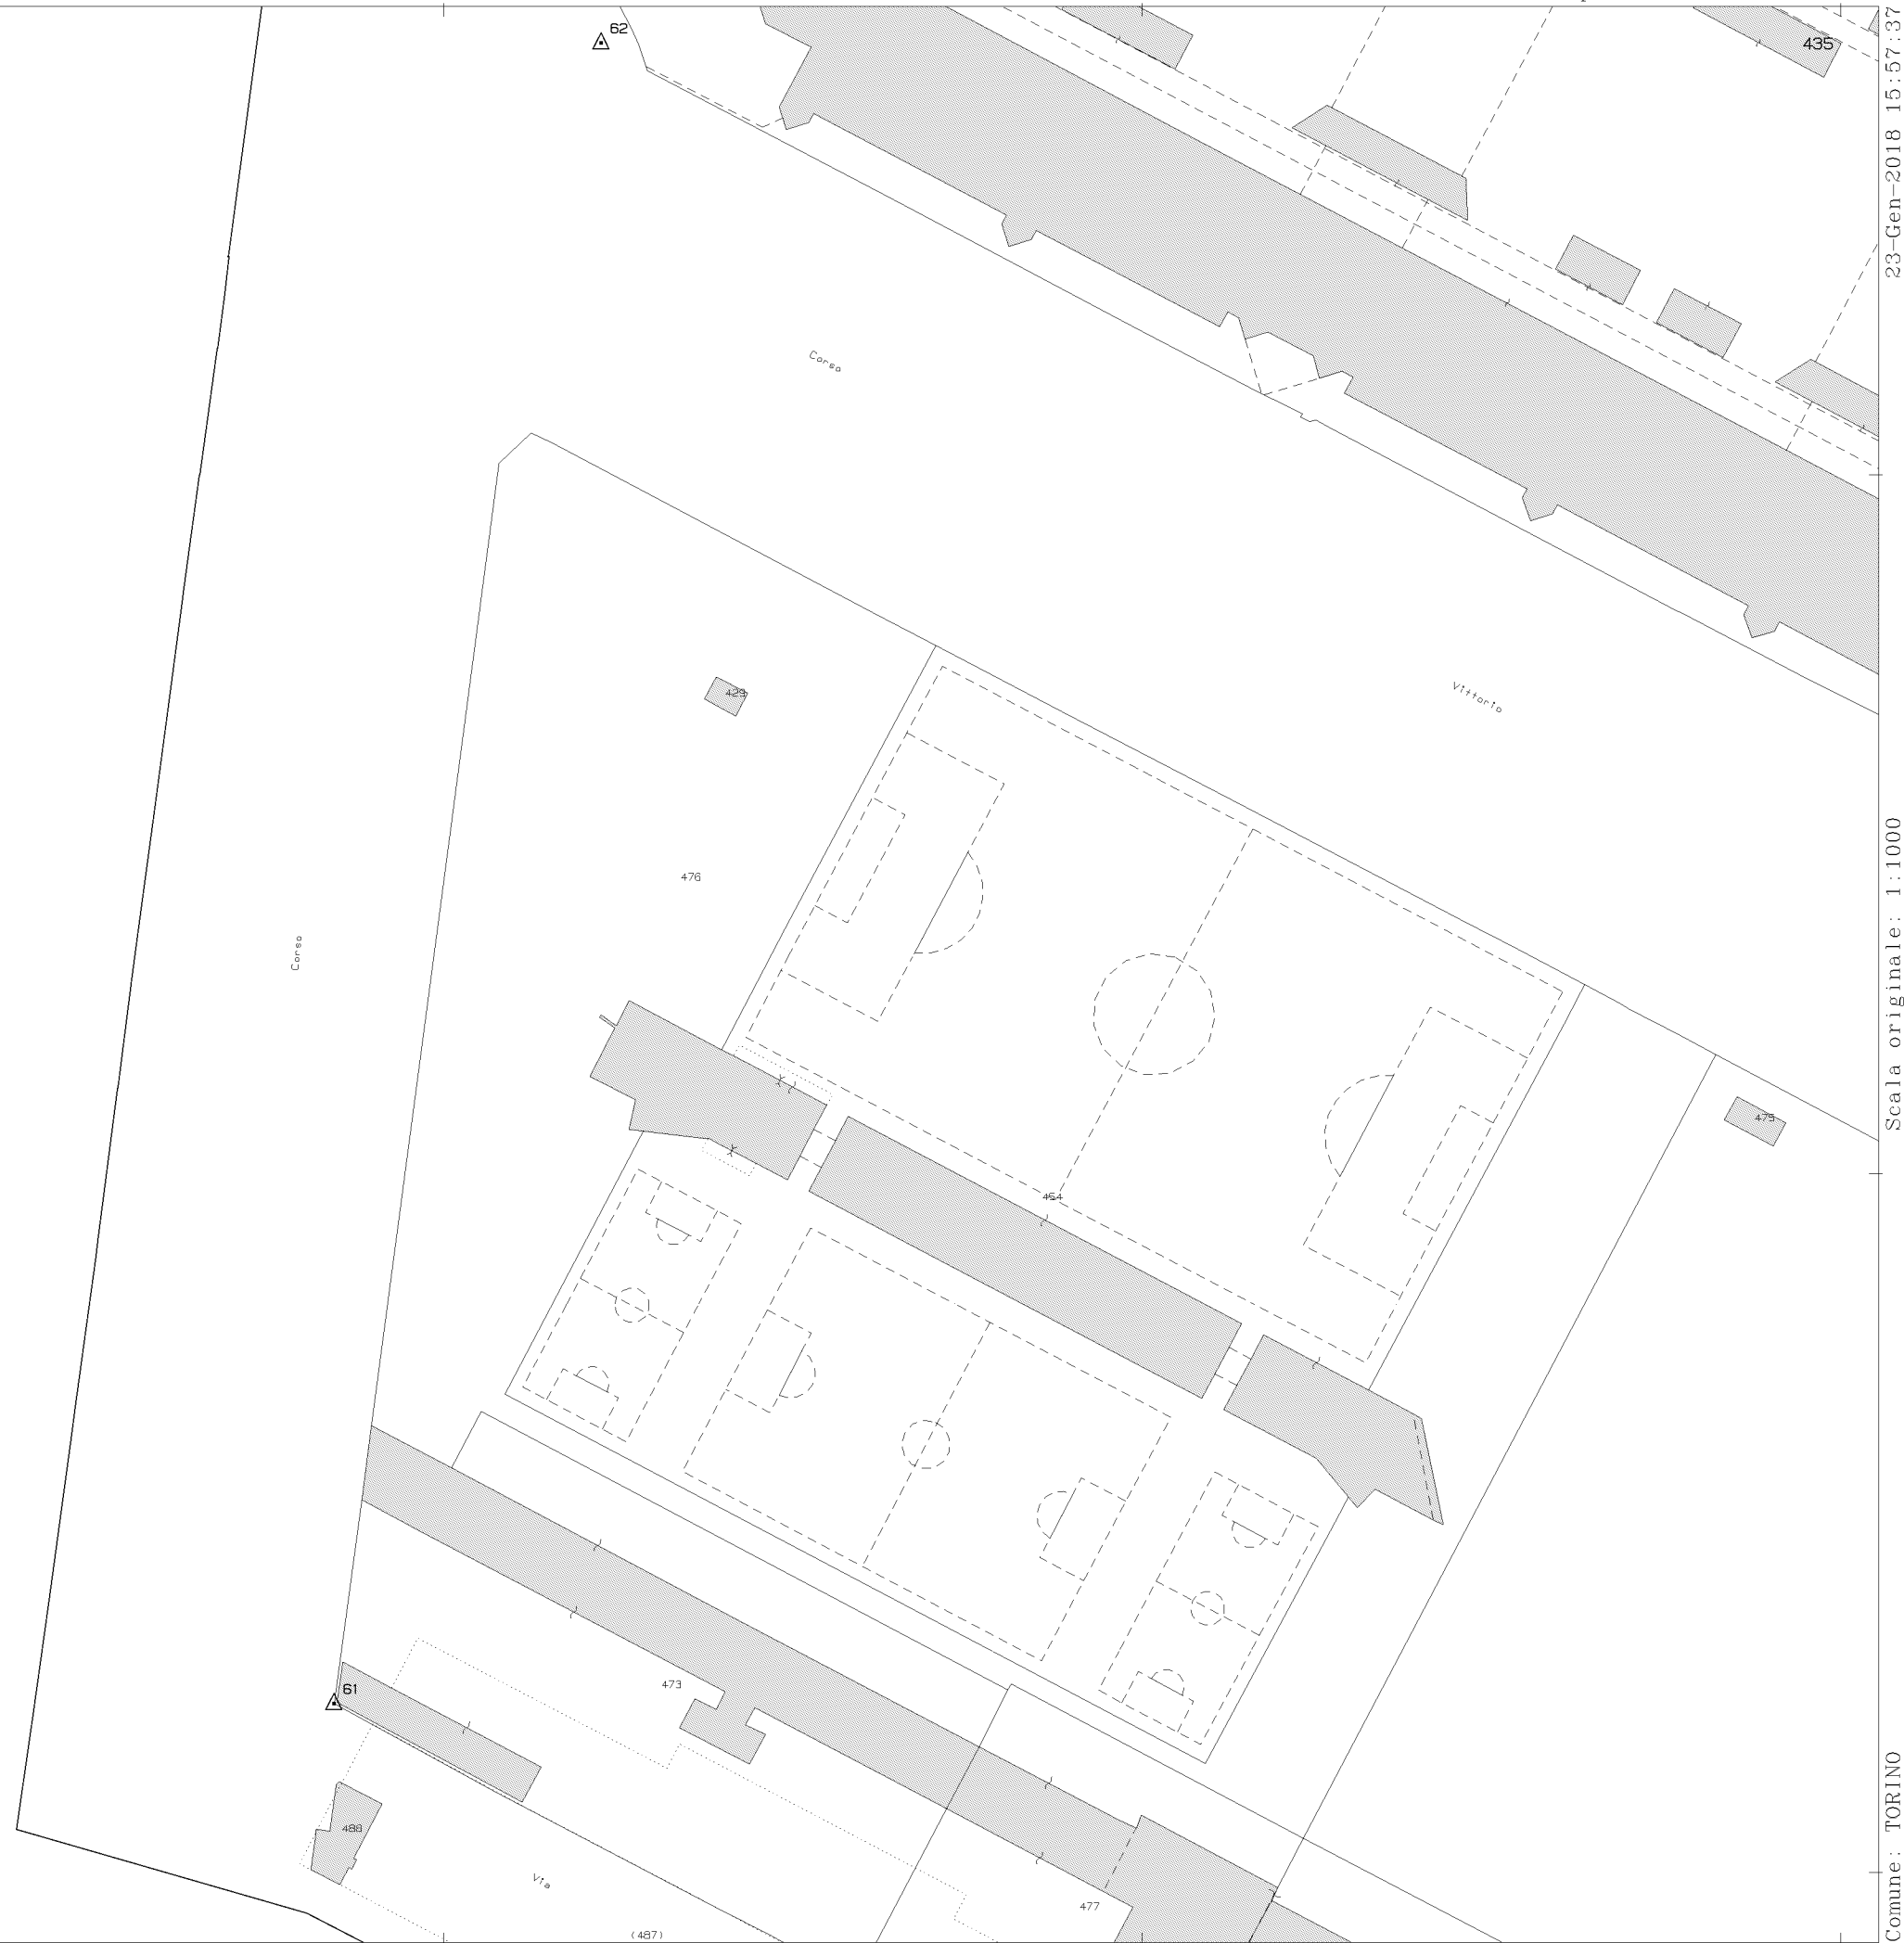 62
435
Corso
Vittorio
429
476
Corso
475
454
473
61
488
Via
477
(487)
23-Gen-2018 15:57:37
Scala originale: 1:1000
Comune: TORINO